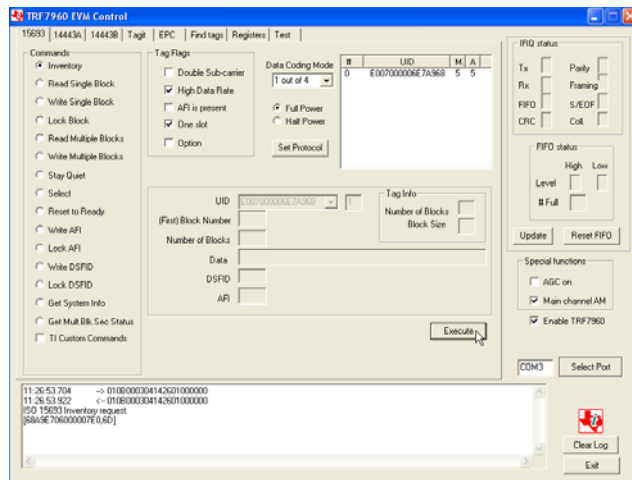 TRF7960 EVM Control
15693 14443A 14443B Tagit EPC Find tags Registers Test
Commands
Inventory
Read Single Block
Write Single Block
Lock Block
Read Multiple Blocks
Write Multiple Blocks
Stay Quiet
Select
Reset to Ready
Write AFI
Lock AFI
Write DSFID
Lock DSFID
Get System Info
Get Mult.Blk.Sec Status
TI Custom Commands
Tag Flags
Double Sub-carrier
High Data Rate
AFI is present
One slot
Option
Data Coding Mode
1 out of 4
Full Power
Half Power
Set Protocol
# UID M A
0 E007000006E7A968 5 5
UID E007000006E7A968 1
(First) Block Number
Number of Blocks
Data
DSFID
AFI
Tag Info
Number of Blocks
Block Size
Execute
IRQ status
Tx Parity
Rx Framing
FIFO S/EOF
CRC Coll.
FIFO status
High Low
Level
# Full
Update Reset FIFO
Special functions
AGC on
Main channel AM
Enable TRF7960
COM3 Select Port
11:26:53.704 --> 010B000304142601000000
11:26:53.922 <-- 010B000304142601000000
ISO 15693 Inventory request.
[68A9E706000007E0,6D]
Clear Log
Exit